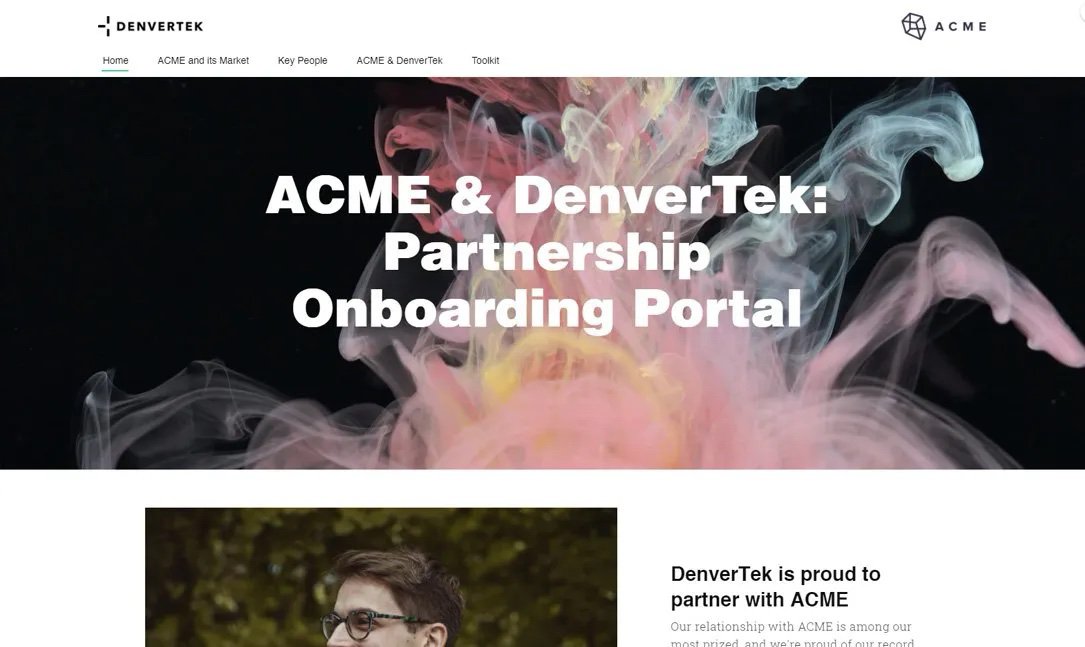 DENVERTEK
ACME
Home ACME and its Market Key People ACME & DenverTek Toolkit
ACME & DenverTek:
Partnership
Onboarding Portal
DenverTek is proud to
partner with ACME
Our relationship with ACME is among our
most prized, and we're proud of our record